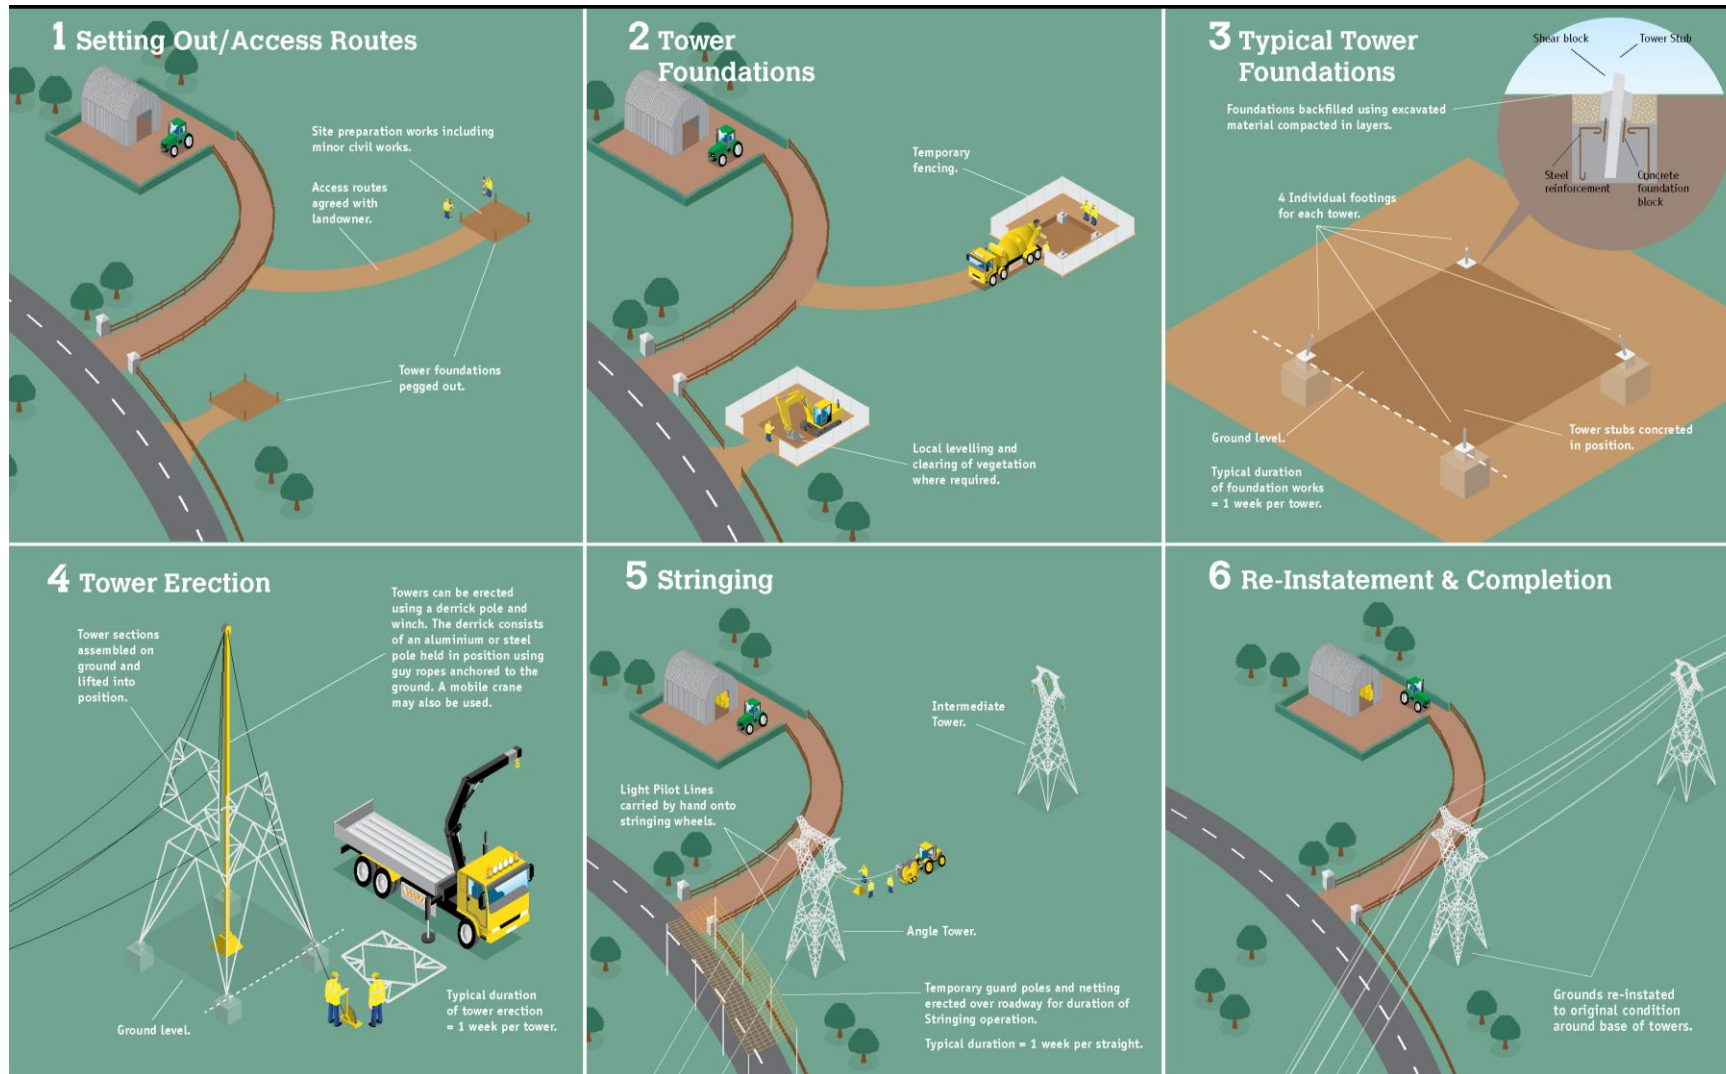 1 Setting Out/Access Routes
Site preparation works including
minor civil works.
Access routes
agreed with
landowner.
Tower foundations
pegged out.
2 Tower
Foundations
Temporary
fencing.
Local levelling and
clearing of vegetation
where required.
3 Typical Tower
Foundations
Shear block
Tower Stub
Foundations backfilled using excavated
material compacted in layers.
Steel
reinforcement
Concrete
foundation
block
4 Individual footings
for each tower.
Ground level.
Tower stubs concreted
in position.
Typical duration
of foundation works
= 1 week per tower.
4 Tower Erection
Tower sections
assembled on
ground and
lifted into
position.
Towers can be erected
using a derrick pole and
winch. The derrick consists
of an aluminium or steel
pole held in position using
guy ropes anchored to the
ground. A mobile crane
may also be used.
Ground level.
Typical duration
of tower erection
= 1 week per tower.
5 Stringing
Intermediate
Tower.
Light Pilot Lines
carried by hand onto
stringing wheels.
Angle Tower.
Temporary guard poles and netting
erected over roadway for duration of
Stringing operation.
Typical duration = 1 week per straight.
6 Re-Instatement & Completion
Grounds re-instated
to original condition
around base of towers.